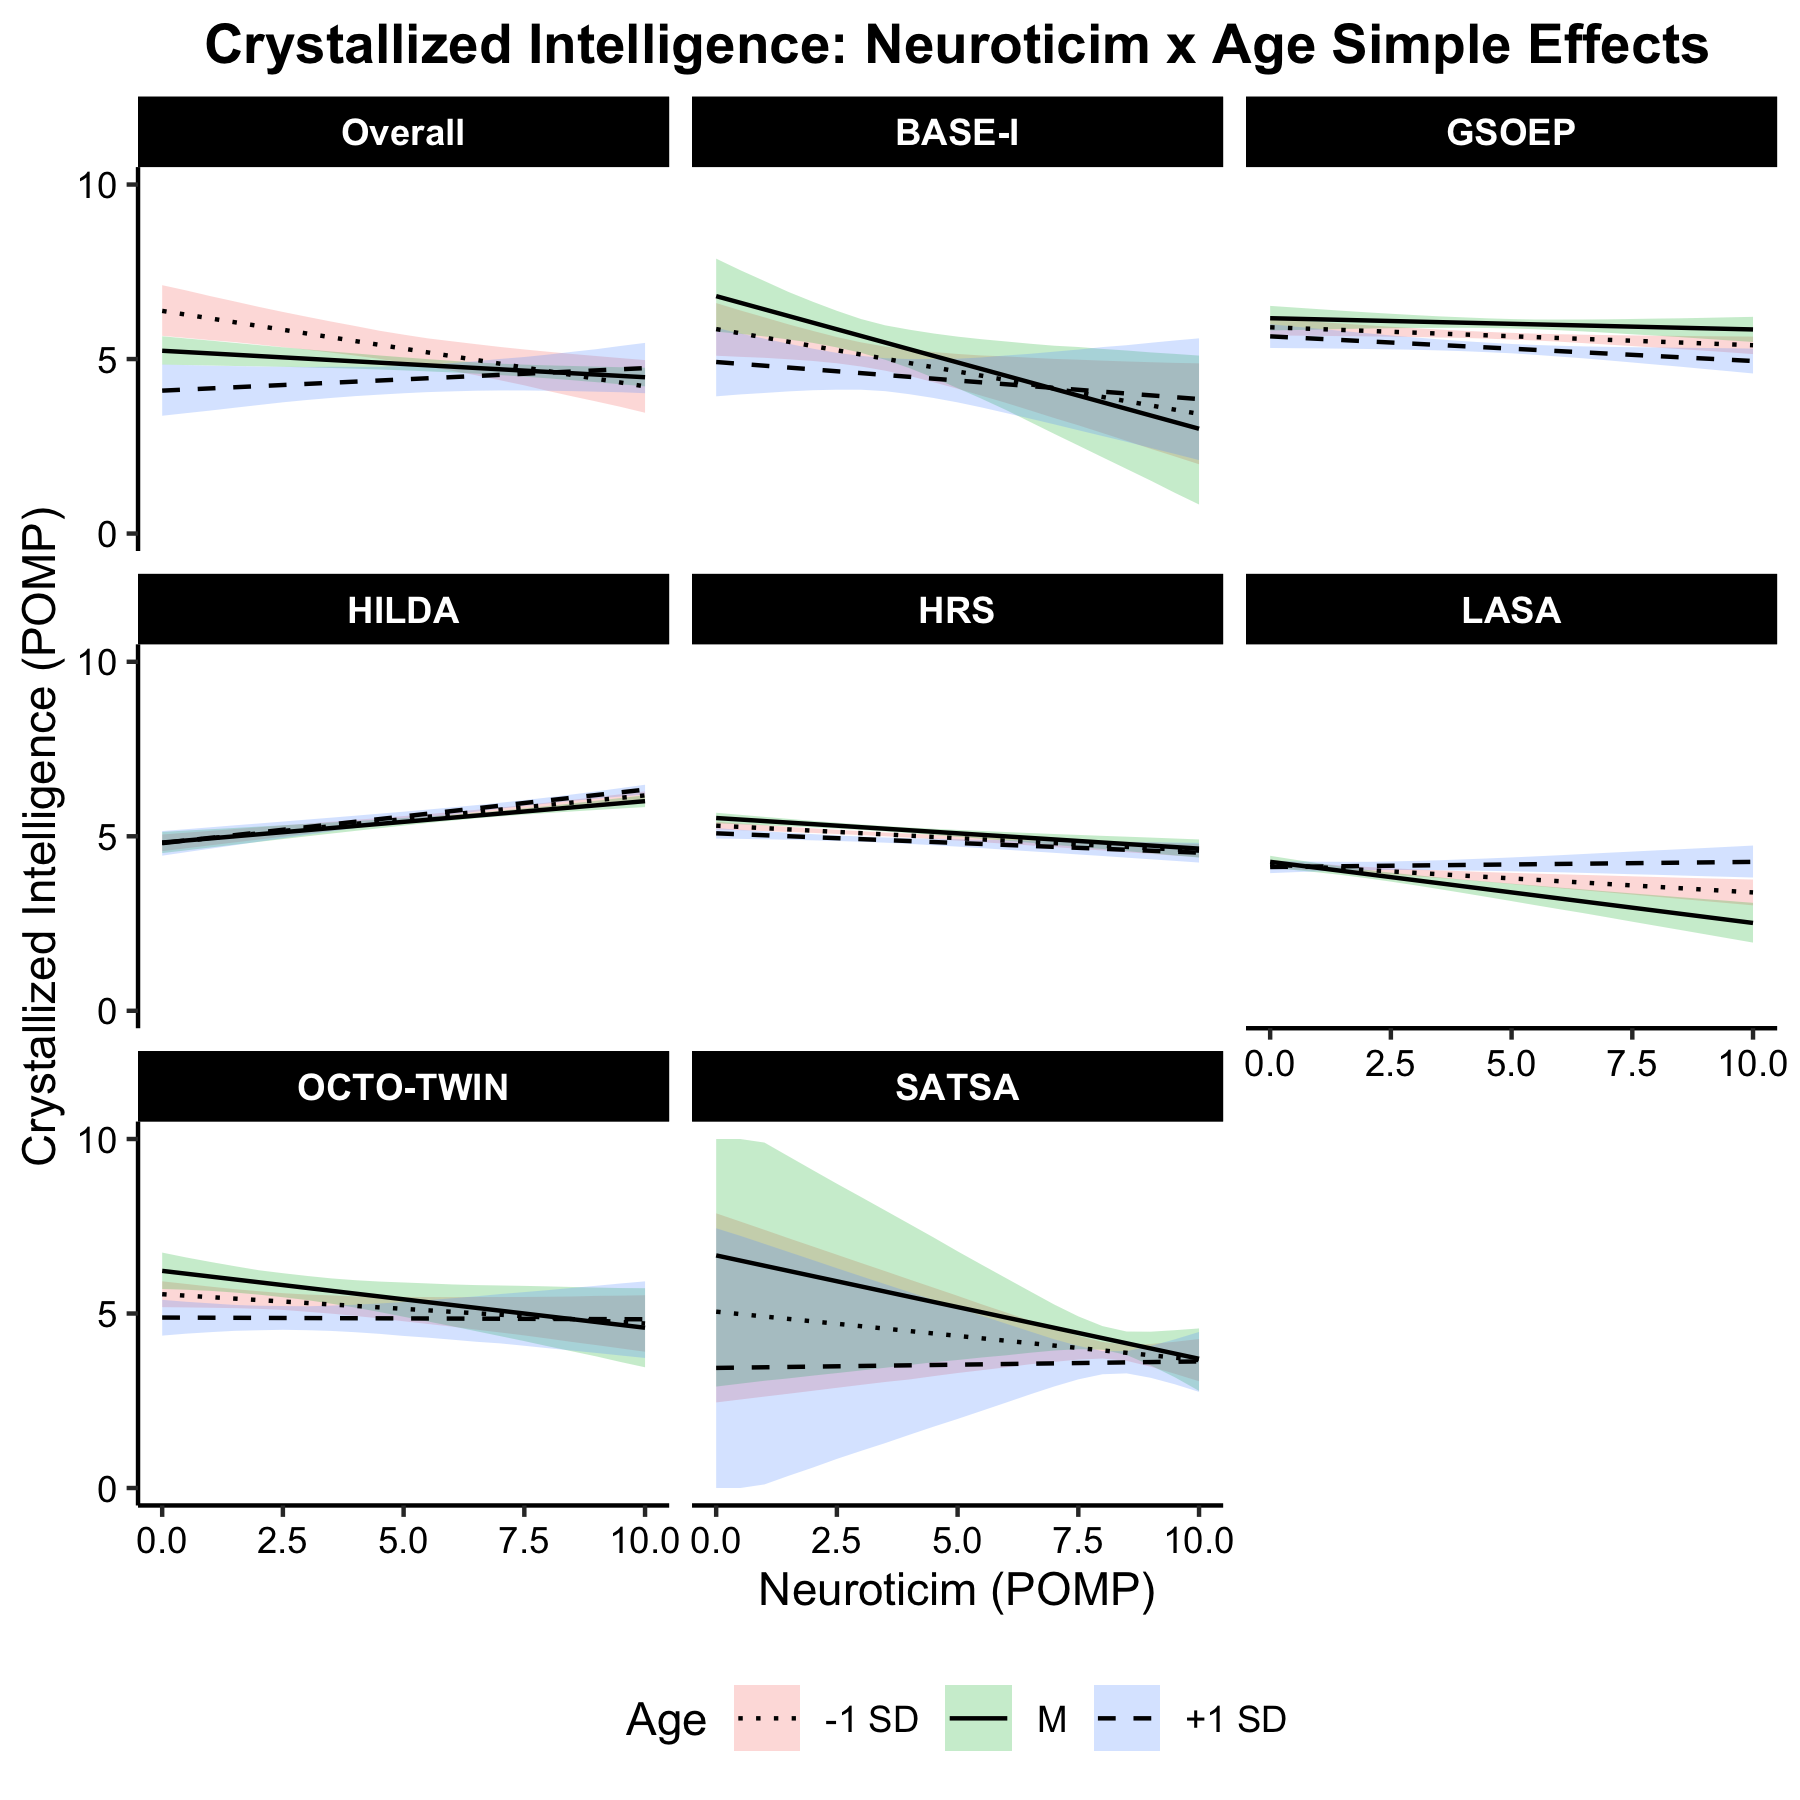 Crystallized Intelligence: Neuroticim x Age Simple Effects
Overall
BASE-I
GSOEP
10
5
0
HILDA
HRS
LASA
10
5
0
0.0 2.5 5.0 7.5 10.0
OCTO-TWIN
SATSA
10
5
0
0.0 2.5 5.0 7.5 10.0
0.0 2.5 5.0 7.5 10.0
Crystallized Intelligence (POMP)
Neuroticim (POMP)
Age -1 SD M +1 SD